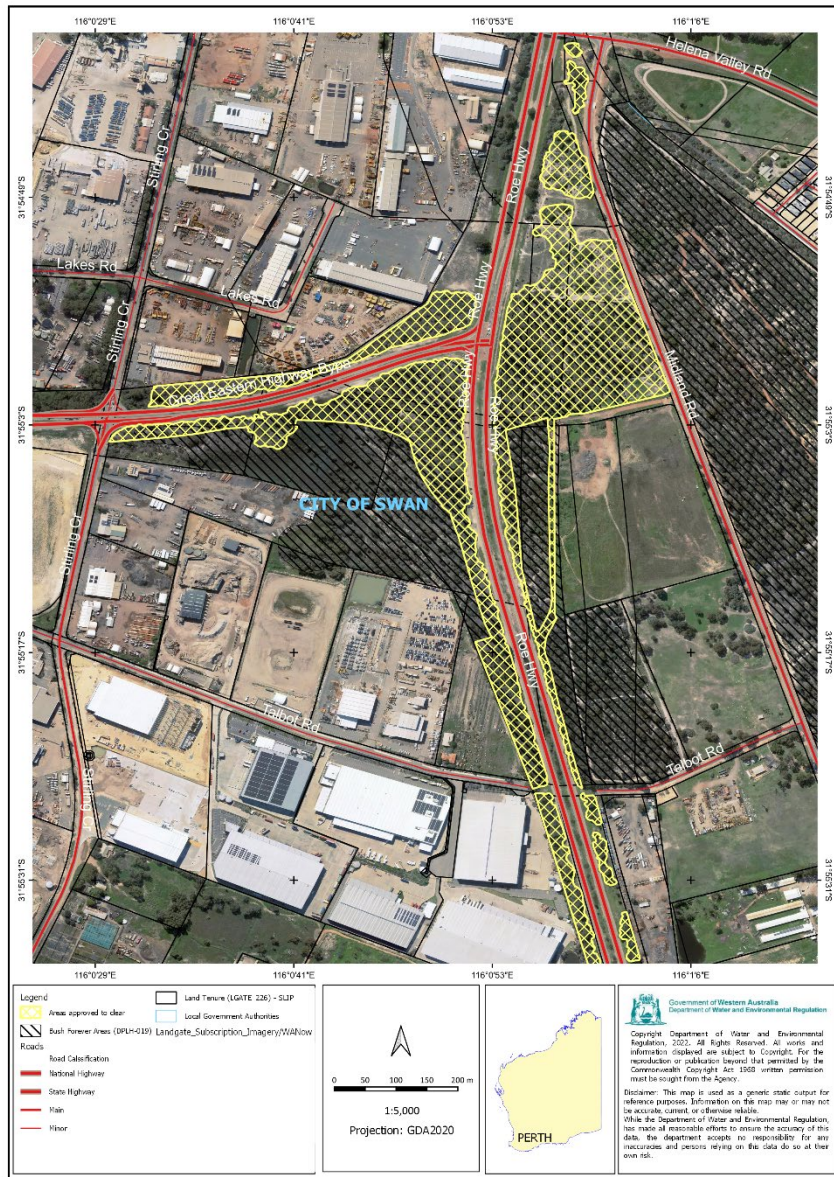 116°0'29"E
116°0'41"E
116°0'53"E
116°1'6"E
Helena Valley Rd
Stirling Cr
Roe Hwy
31°54'49"S
31°54'49"S
Lakes Rd
Lakes Rd
Stirling Cr
Roe Hwy
Great Eastern Highway Bypa
Roe Hwy
Midland Rd
Roe Hwy
31°55'3"S
31°55'3"S
CITY OF SWAN
Stirling Cr
Roe Hwy
31°55'17"S
31°55'17"S
Talbot Rd
Talbot Rd
Stirling Cr
31°55'31"S
31°55'31"S
116°0'29"E
116°0'41"E
116°0'53"E
116°1'6"E
Legend
Areas approved to clear
Bush Forever Areas (DPLH-019)
Roads
Road Calssification
National Highway
State Highway
Main
Minor
Land Tenure (LGATE 226) - SLIP
Local Government Authorities
Landgate_Subscription_Imagery/WANow
0 50 100 150 200 m
1:5,000
Projection: GDA2020
PERTH
Government of Western Australia
Department of Water and Environmental Regulation
Copyright Department of Water and Environmental
Regulation, 2022. All Rights Reserved. All works and
information displayed are subject to Copyright. For the
reproduction or publication beyond that permitted by the
Commonwealth Copyright Act 1968 written permission
must be sought from the Agency.
Disclaimer: This map is used as a generic static output for
reference purposes. Information on this map may or may not
be accurate, current, or otherwise reliable.
While the Department of Water and Environmental Regulation,
has made all reasonable efforts to ensure the accuracy of this
data, the department accepts no responsibility for any
inaccuracies and persons relying on this data do so at their
own risk.